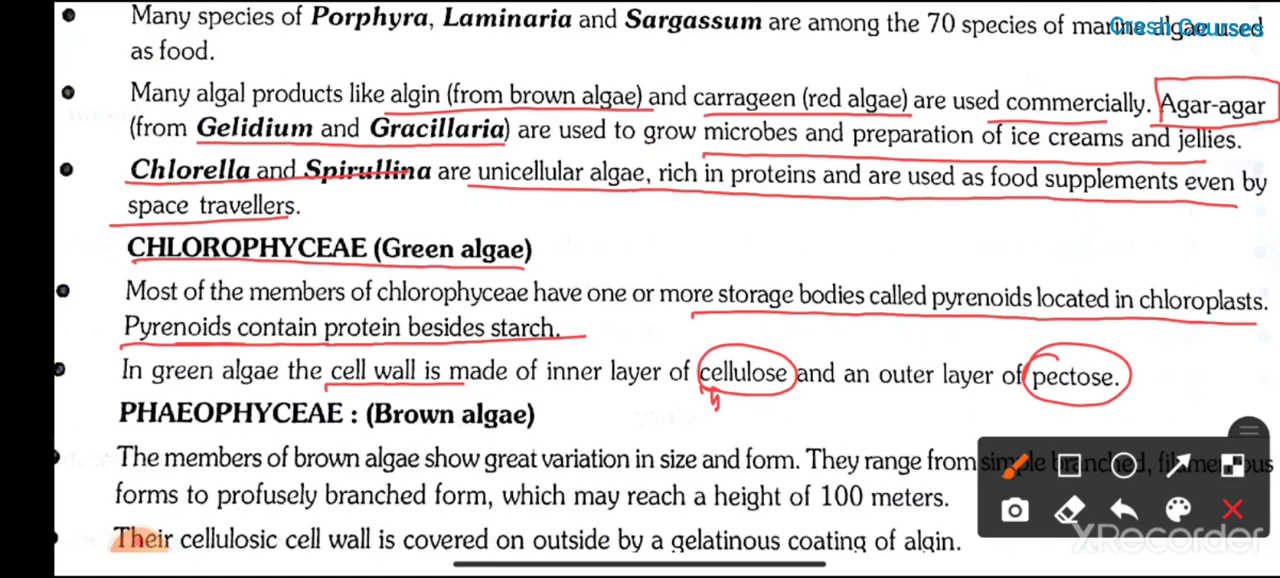 Many species of Porphyra, Laminaria and Sargassum are among the 70 species of marine algae used
Crash Courses
as food.
Many algal products like algin (from brown algae) and carrageen (red algae) are used commercially. Agar-agar
(from Gelidium and Gracillaria) are used to grow microbes and preparation of ice creams and jellies.
Chlorella and Spirullina are unicellular algae, rich in proteins and are used as food supplements even by
space travellers.
CHLOROPHYCEAE (Green algae)
Most of the members of chlorophyceae have one or more storage bodies called pyrenoids located in chloroplasts.
Pyrenoids contain protein besides starch.
In green algae the cell wall is made of inner layer of cellulose and an outer layer of pectose.
PHAEOPHYCEAE : (Brown algae)
The members of brown algae show great variation in size and form. They range from simple branched, filamentous
forms to profusely branched form, which may reach a height of 100 meters.
XRecorder
Their cellulosic cell wall is covered on outside by a gelatinous coating of algin.